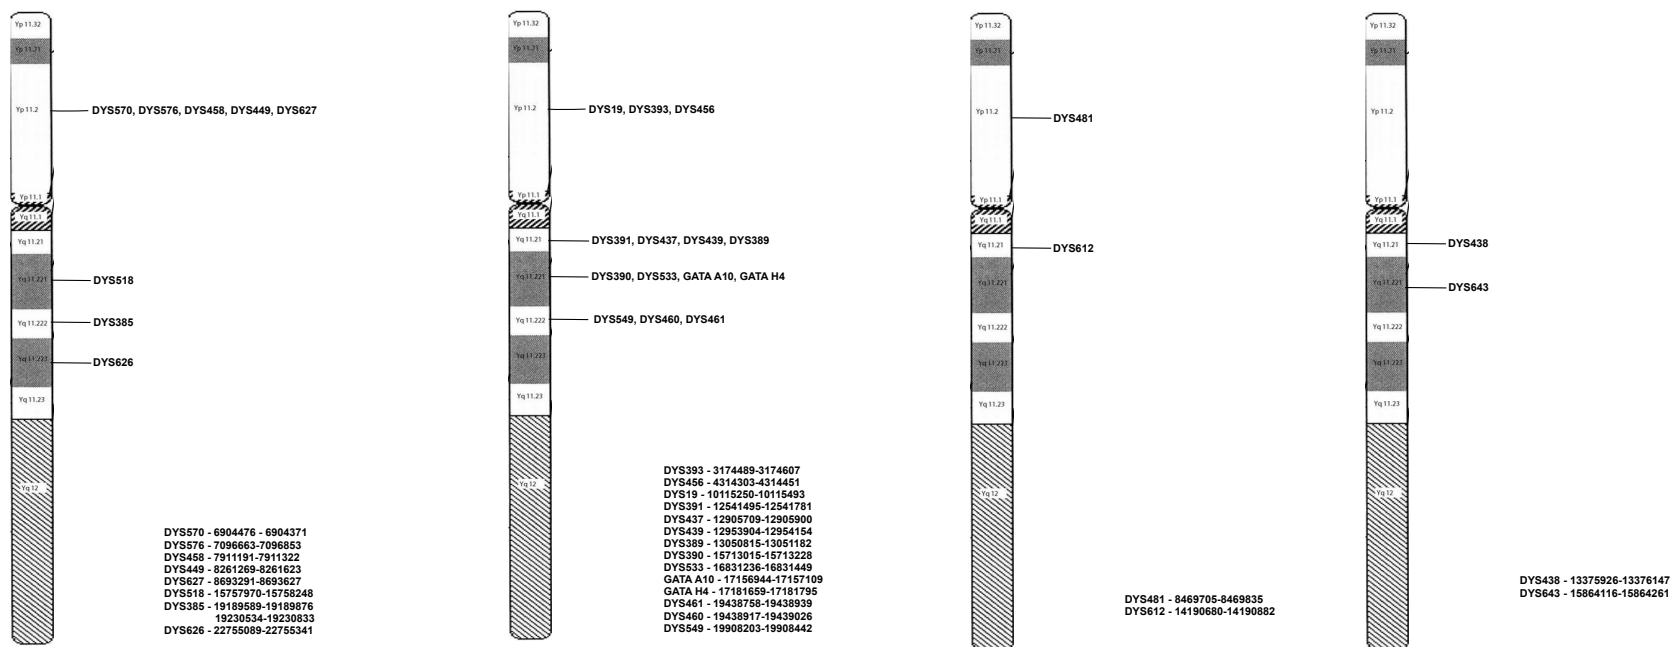 Yp 11.32
Yp 11.31
Yp 11.2
DYS570, DYS576, DYS458, DYS449, DYS627
Yp 11.1
Yq 11.1
Yq 11.21
Yq 11.221
DYS518
Yq 11.222
DYS385
Yq 11.223
DYS626
Yq 11.23
Yq 12
DYS570 - 6904476 - 6904371
DYS576 - 7096663-7096853
DYS458 - 7911191-7911322
DYS449 - 8261269-8261623
DYS627 - 8693291-8693627
DYS518 - 15757970-15758248
DYS385 - 19189589-19189876
19230534-19230833
DYS626 - 22755089-22755341
Yp 11.32
Yp 11.31
Yp 11.2
DYS19, DYS393, DYS456
Yp 11.1
Yq 11.1
Yq 11.21
DYS391, DYS437, DYS439, DYS389
Yq 11.221
DYS390, DYS533, GATA A10, GATA H4
Yq 11.222
DYS549, DYS460, DYS461
Yq 11.223
Yq 11.23
Yq 12
DYS393 - 3174489-3174607
DYS456 - 4314303-4314451
DYS19 - 10115250-10115493
DYS391 - 12541495-12541781
DYS437 - 12905709-12905900
DYS439 - 12953904-12954154
DYS389 - 13050815-13051182
DYS390 - 15713015-15713228
DYS533 - 16831236-16831449
GATA A10 - 17156944-17157109
GATA H4 - 17181659-17181795
DYS461 - 19438758-19438939
DYS460 - 19438917-19439026
DYS549 - 19908203-19908442
Yp 11.32
Yp 11.31
Yp 11.2
DYS481
Yp 11.1
Yq 11.1
Yq 11.21
DYS612
Yq 11.221
Yq 11.222
Yq 11.223
Yq 11.23
Yq 12
DYS481 - 8469705-8469835
DYS612 - 14190680-14190882
Yp 11.32
Yp 11.31
Yp 11.2
Yp 11.1
Yq 11.1
Yq 11.21
DYS438
Yq 11.221
DYS643
Yq 11.222
Yq 11.223
Yq 11.23
Yq 12
DYS438 - 13375926-13376147
DYS643 - 15864116-15864261